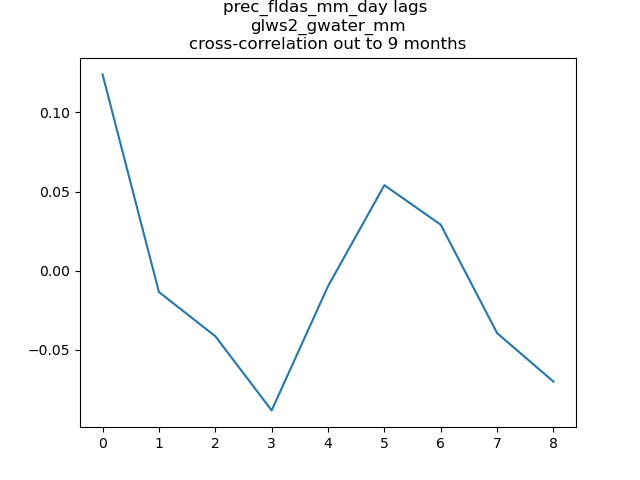 prec_fldas_mm_day lags
glws2_gwater_mm
cross-correlation out to 9 months
0.10
0.05
0.00
−0.05
0 1 2 3 4 5 6 7 8